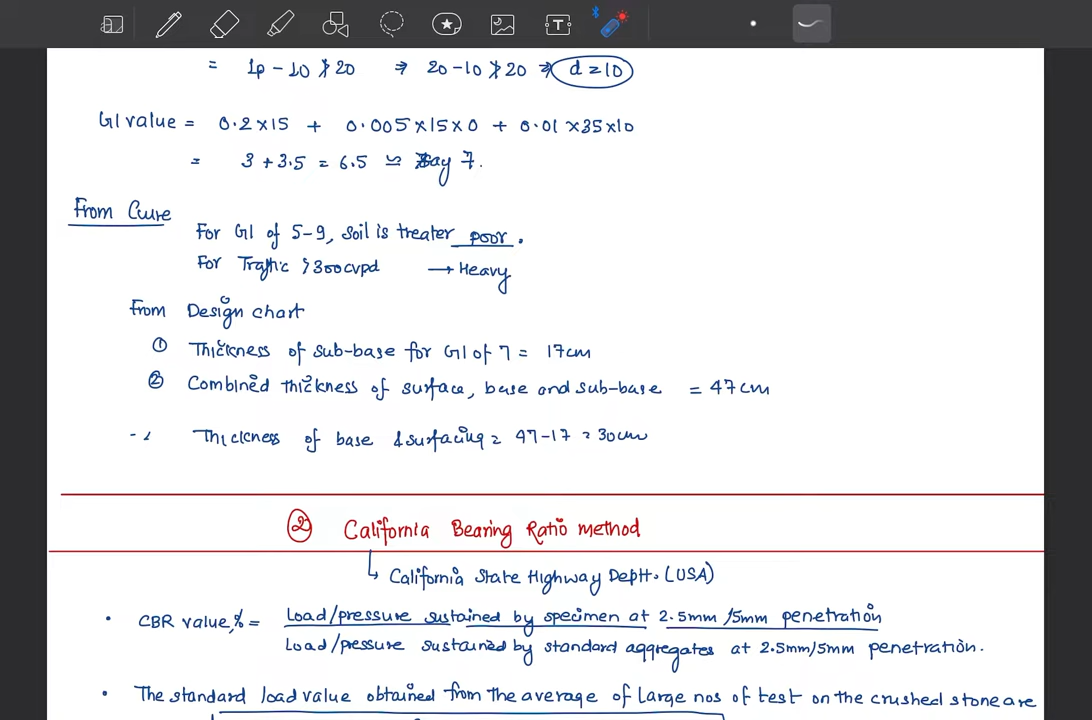 = Ip - 10 ≯ 20 ⇒ 20-10 ≯ 20 ⇒ d = 10
GI value = 0.2×15 + 0.005×15×0 + 0.01×35×10
= 3 + 3.5 = 6.5 ≃ say 7.
From Cure
For GI of 5-9, soil is treater poor.
For Traffic >300cvpd → Heavy
From Design chart
① Thickness of sub-base for GI of 7 = 17cm
② Combined thickness of surface, base and sub-base = 47cm
Thickness of base & surfacing = 47-17 = 30cm
② California Bearing Ratio method
↳ California State Highway Deptt. (USA)
• CBR value,% = Load/pressure sustained by specimen at 2.5mm/5mm penetration
Load/pressure sustained by standard aggregates at 2.5mm/5mm penetration.
• The standard load value obtained from the average of large nos of test on the crushed stone are